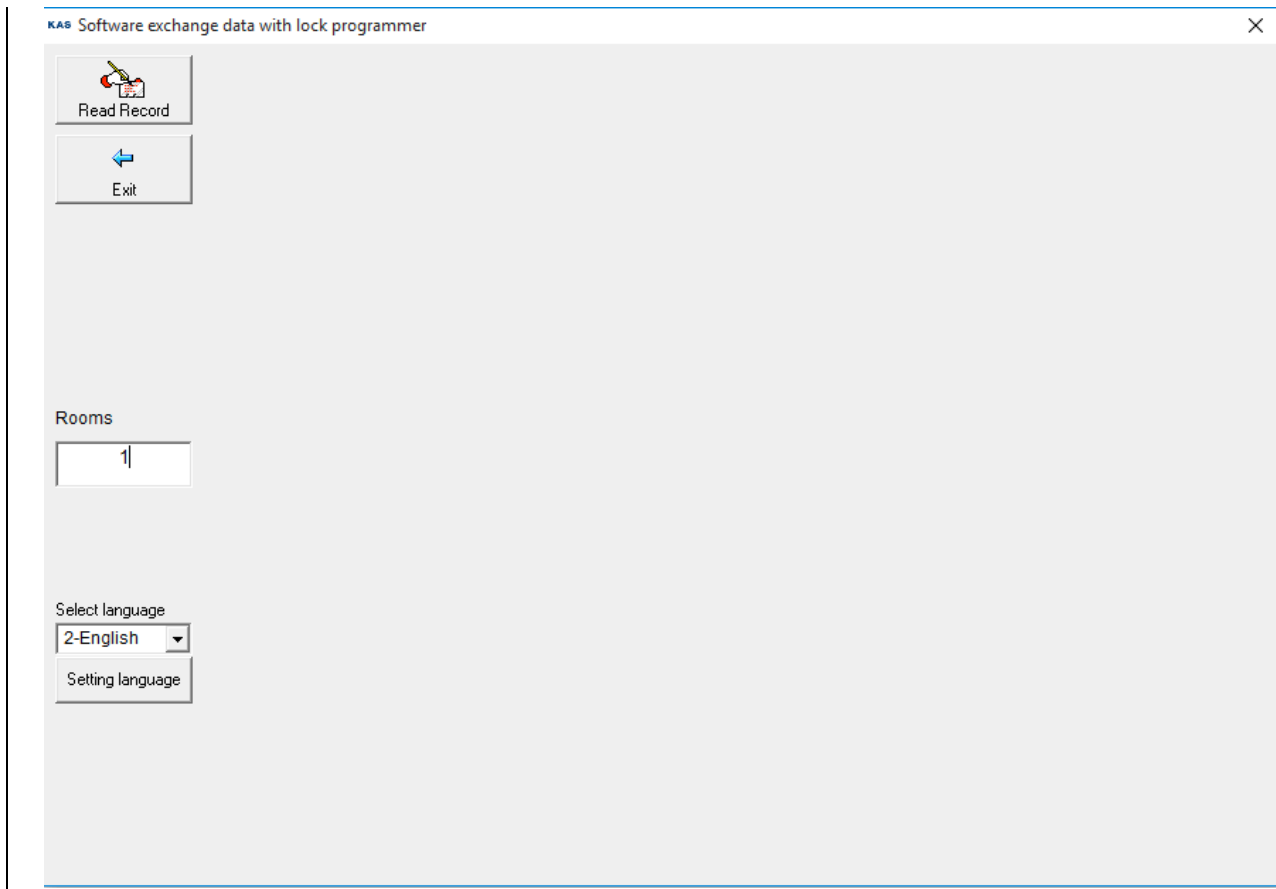 KAS Software exchange data with lock programmer
Read Record
Exit
Rooms
1
Select language
2-English
Setting language